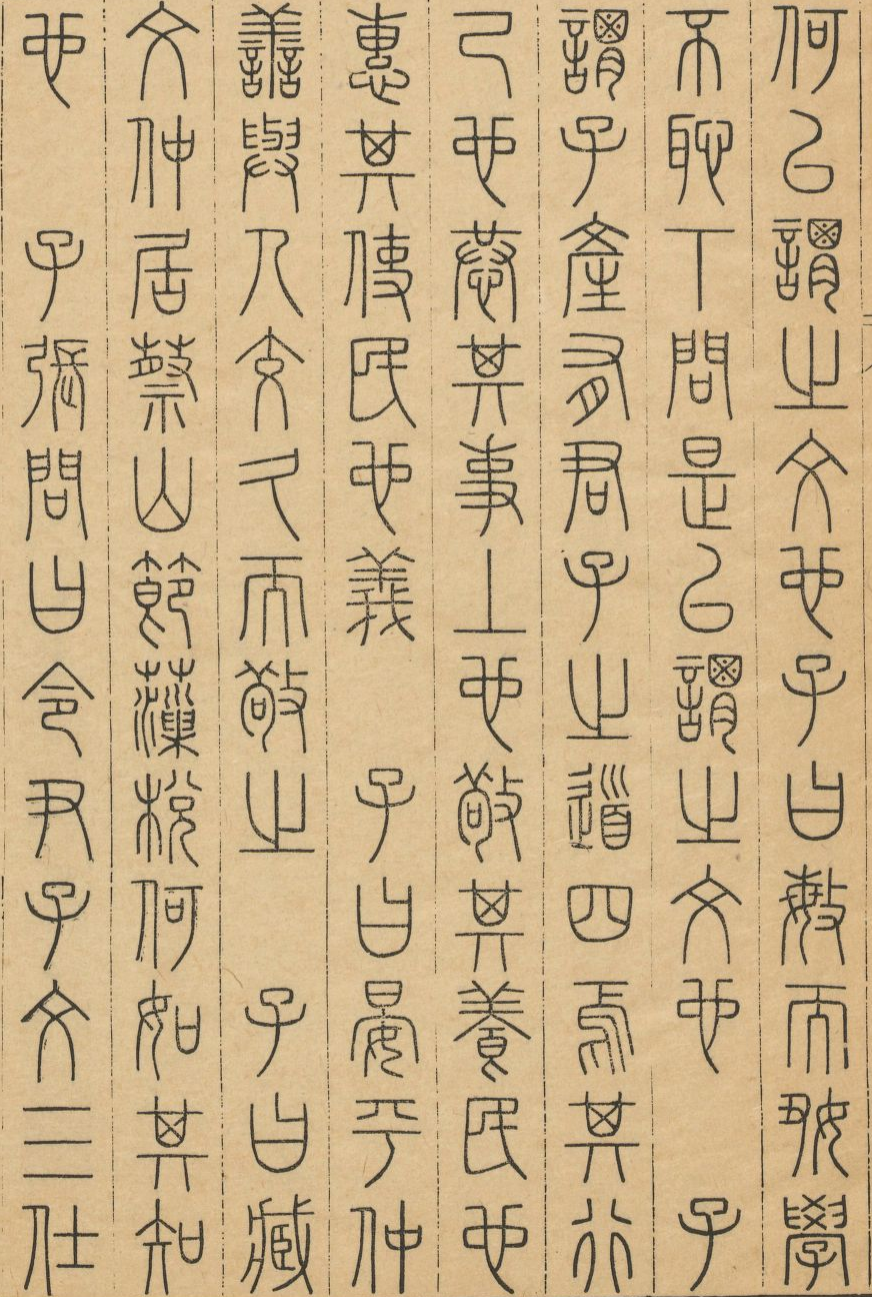 何以謂之文也子曰敏而好學
不恥下問是以謂之文也　子
謂子產有君子之道四焉其行
己也恭其事上也敬其養民也
惠其使民也義　子曰晏平仲
善與人交久而敬之　子曰臧
文仲居蔡山節藻梲何如其知
也　子張問曰令尹子文三仕